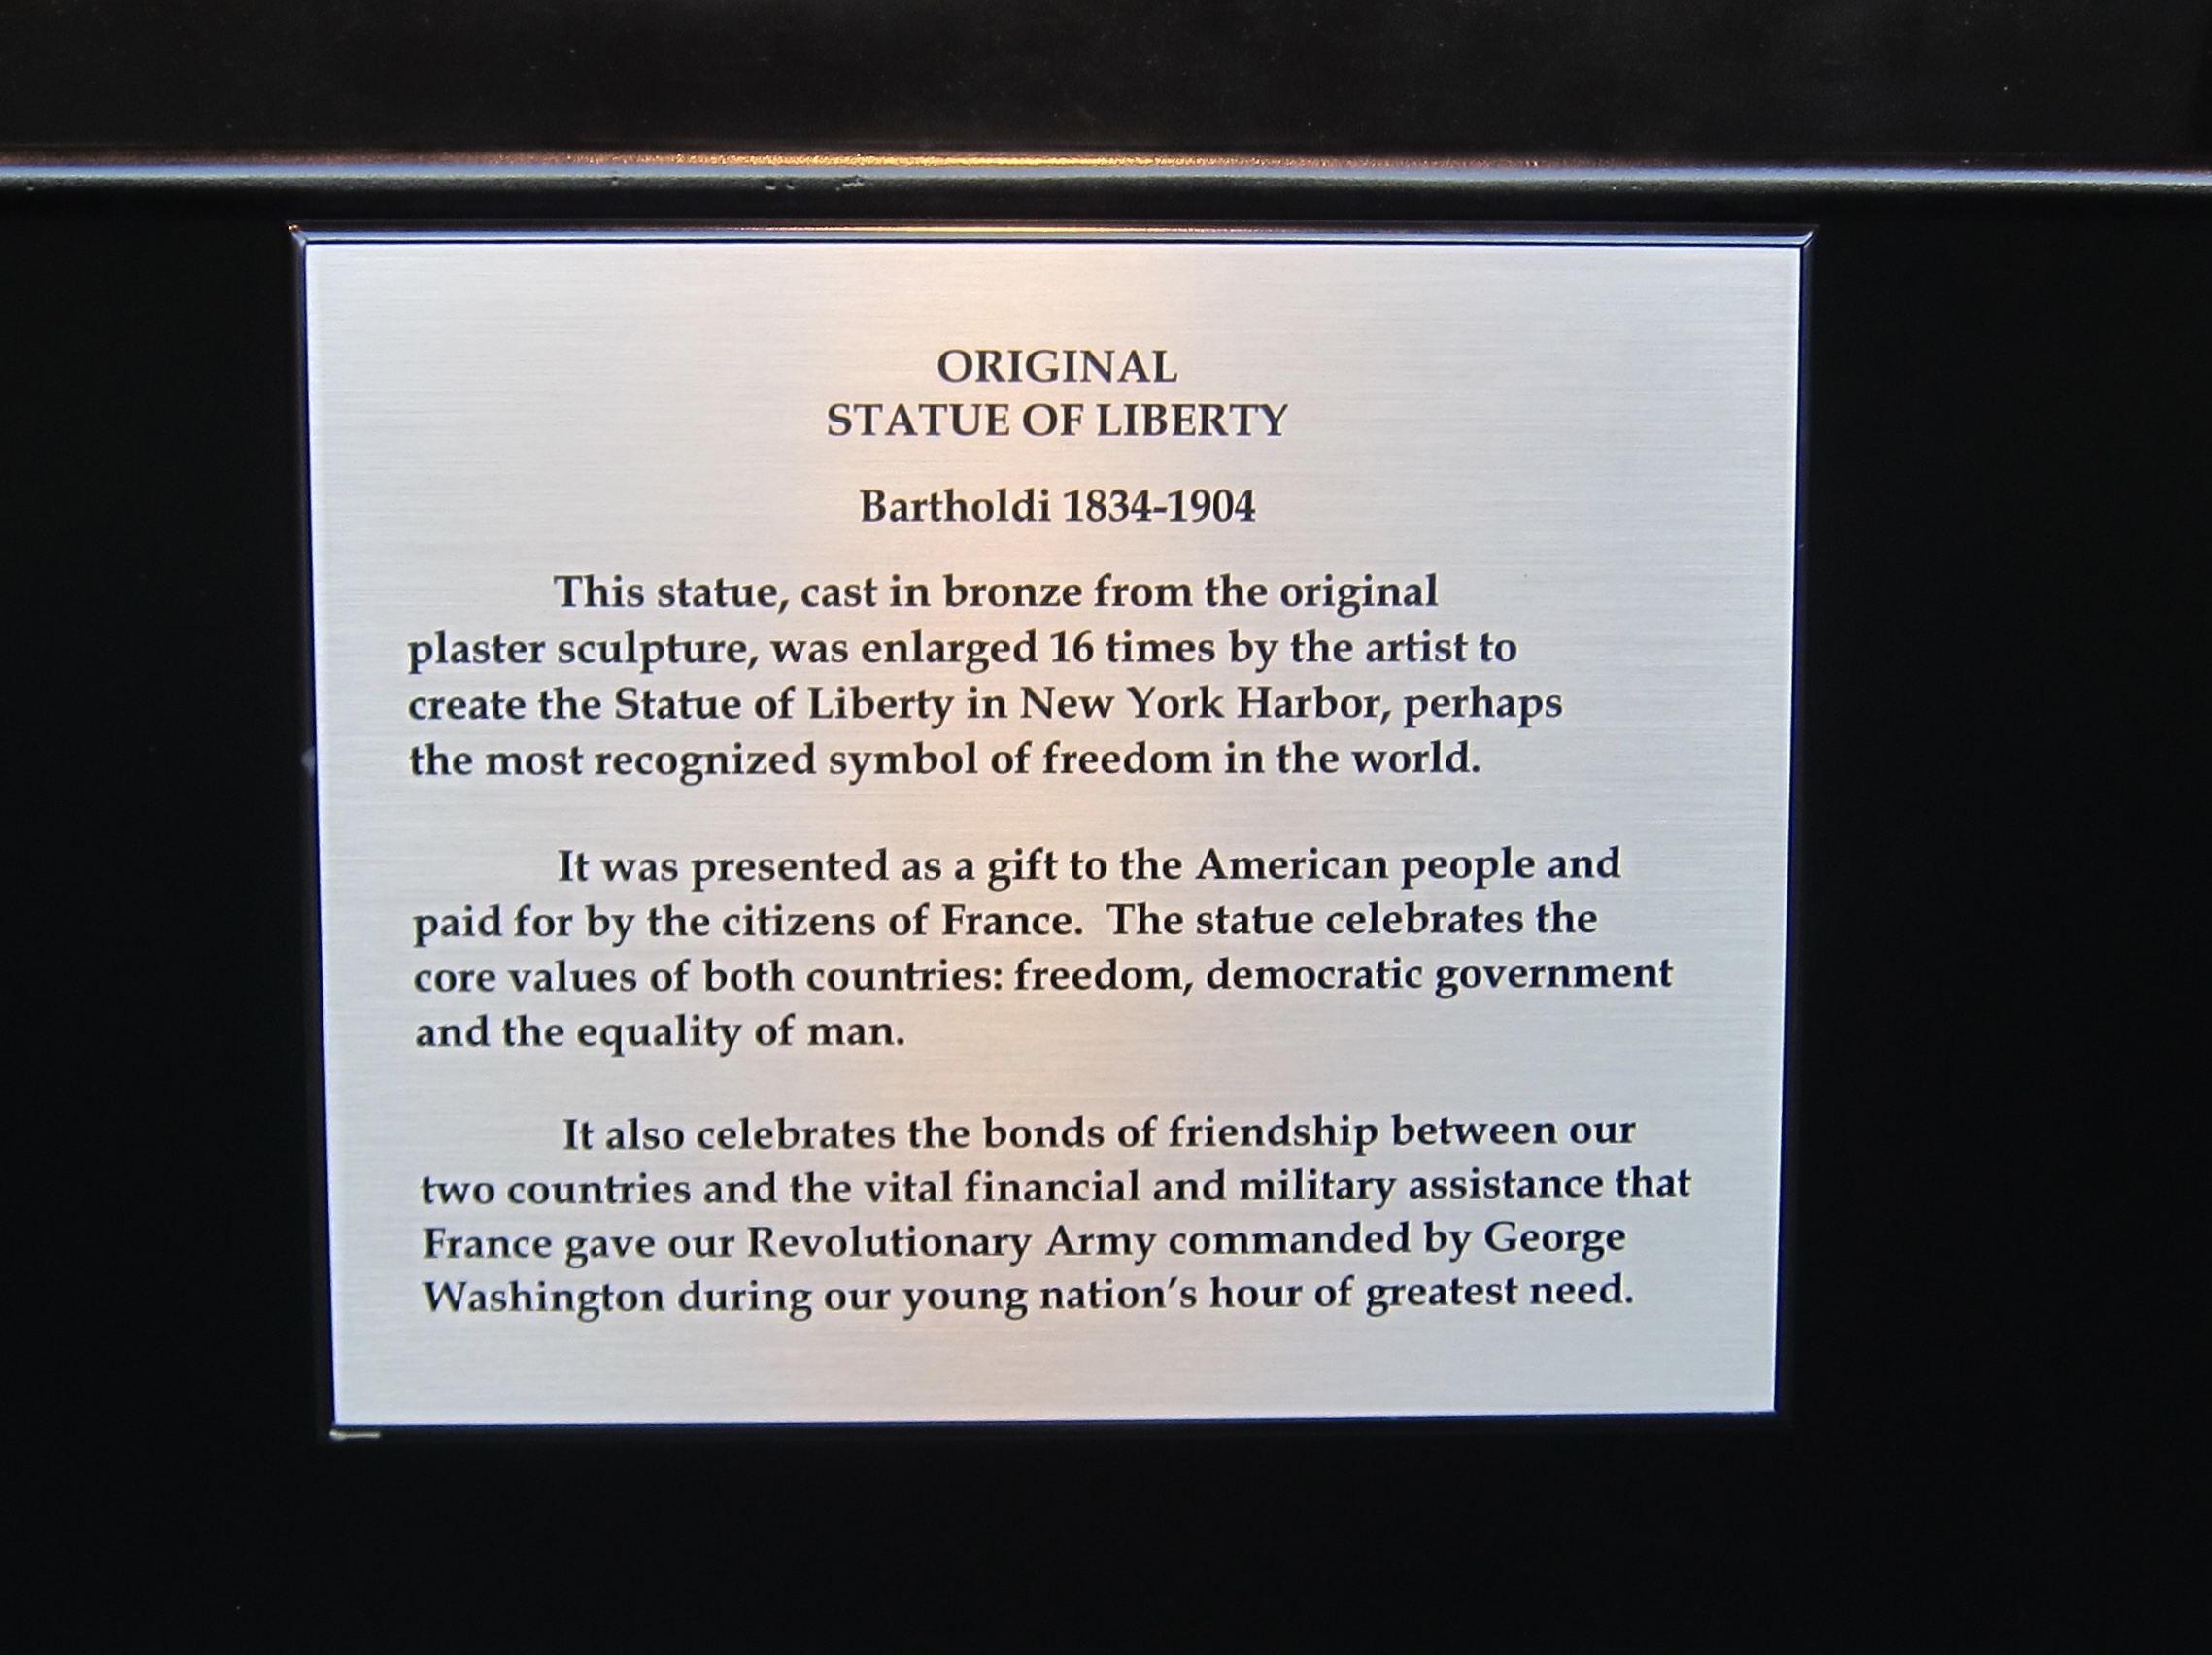 ORIGINAL
STATUE OF LIBERTY
Bartholdi 1834-1904
This statue, cast in bronze from the original
plaster sculpture, was enlarged 16 times by the artist to
create the Statue of Liberty in New York Harbor, perhaps
the most recognized symbol of freedom in the world.
It was presented as a gift to the American people and
paid for by the citizens of France.  The statue celebrates the
core values of both countries: freedom, democratic government
and the equality of man.
It also celebrates the bonds of friendship between our
two countries and the vital financial and military assistance that
France gave our Revolutionary Army commanded by George
Washington during our young nation's hour of greatest need.